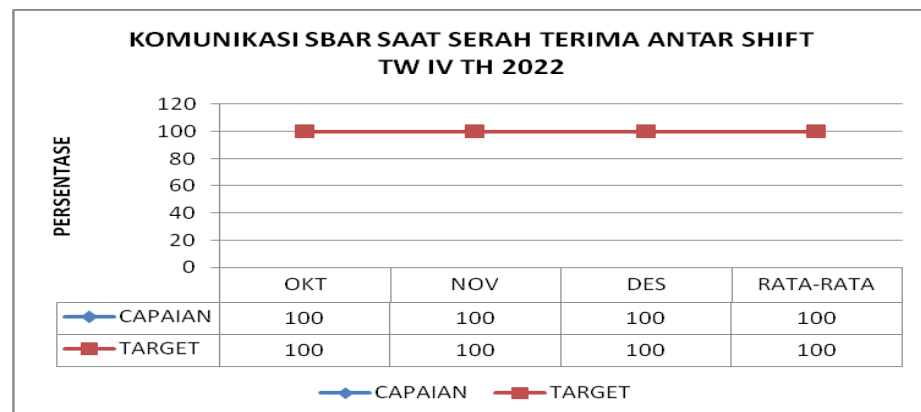 KOMUNIKASI SBAR SAAT SERAH TERIMA ANTAR SHIFT
TW IV TH 2022
PERSENTASE
120
100
80
60
40
20
0
OKT NOV DES RATA-RATA
CAPAIAN 100 100 100 100
TARGET 100 100 100 100
CAPAIAN TARGET